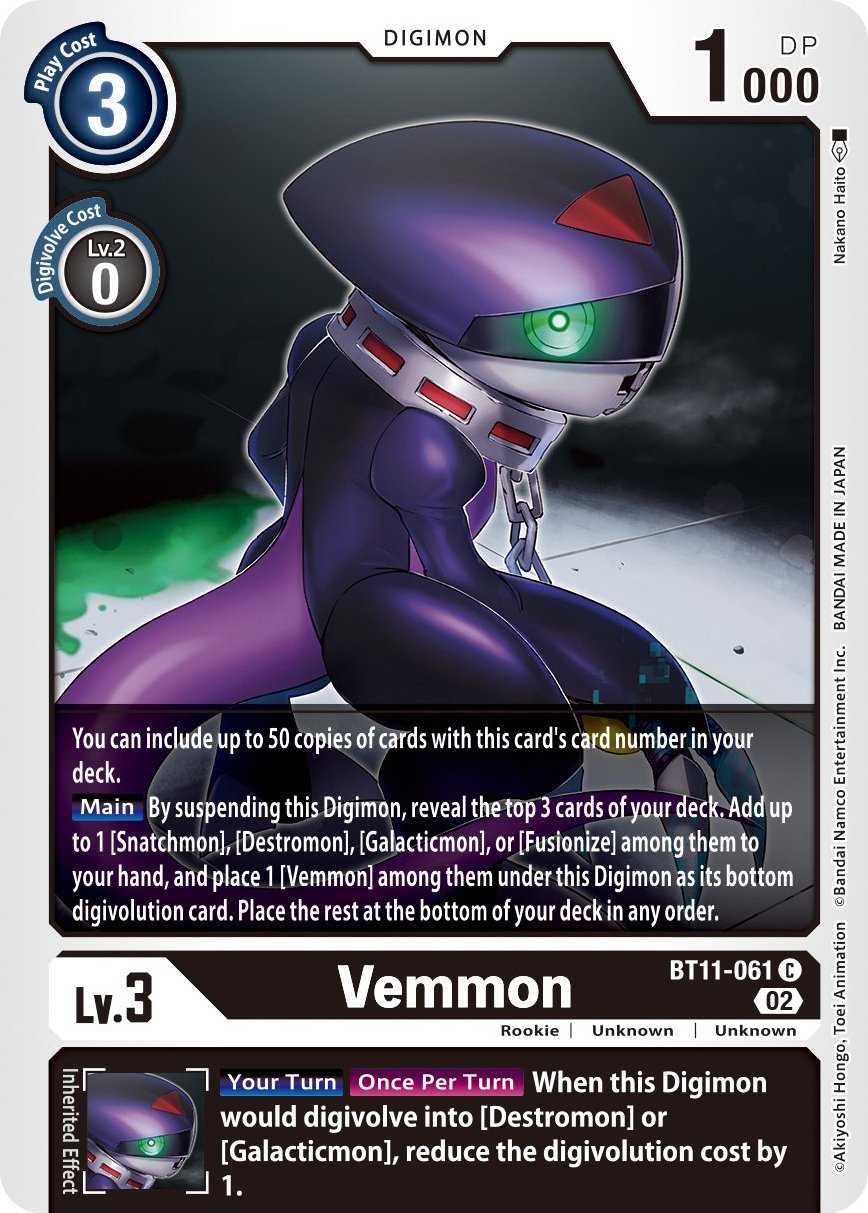 DIGIMON
Play Cost
3
DP
1000
Digivolve Cost
Lv.2
0
Nakano Haito
You can include up to 50 copies of cards with this card's card number in your
deck.
Main By suspending this Digimon, reveal the top 3 cards of your deck. Add up
to 1 [Snatchmon], [Destromon], [Galacticmon], or [Fusionize] among them to
your hand, and place 1 [Vemmon] among them under this Digimon as its bottom
digivolution card. Place the rest at the bottom of your deck in any order.
Lv.3
Vemmon
BT11-061 C
02
Rookie | Unknown | Unknown
Inherited Effect
Your Turn Once Per Turn When this Digimon
would digivolve into [Destromon] or
[Galacticmon], reduce the digivolution cost by
1.
©Akiyoshi Hongo, Toei Animation ©Bandai Namco Entertainment Inc. BANDAI MADE IN JAPAN